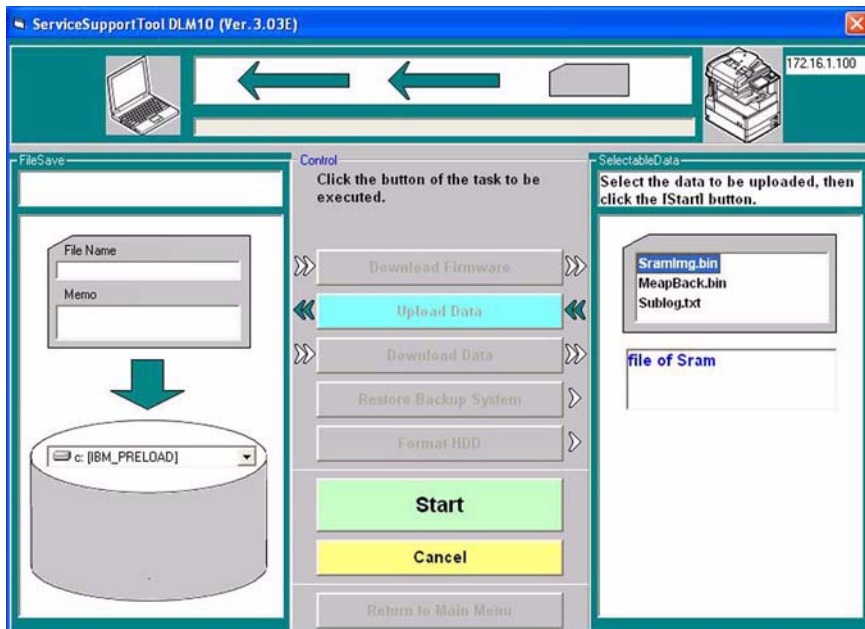 ServiceSupportTool DLM10 (Ver.3.03E)
172.16.1.100
FileSave
File Name
Memo
c: [IBM_PRELOAD]
Control
Click the button of the task to be
executed.
Download Firmware
Upload Data
Download Data
Restore Backup System
Format HDD
Start
Cancel
Return to Main Menu
SelectableData
Select the data to be uploaded, then
click the [Start] button.
SramImg.bin
MeapBack.bin
Sublog.txt
file of Sram